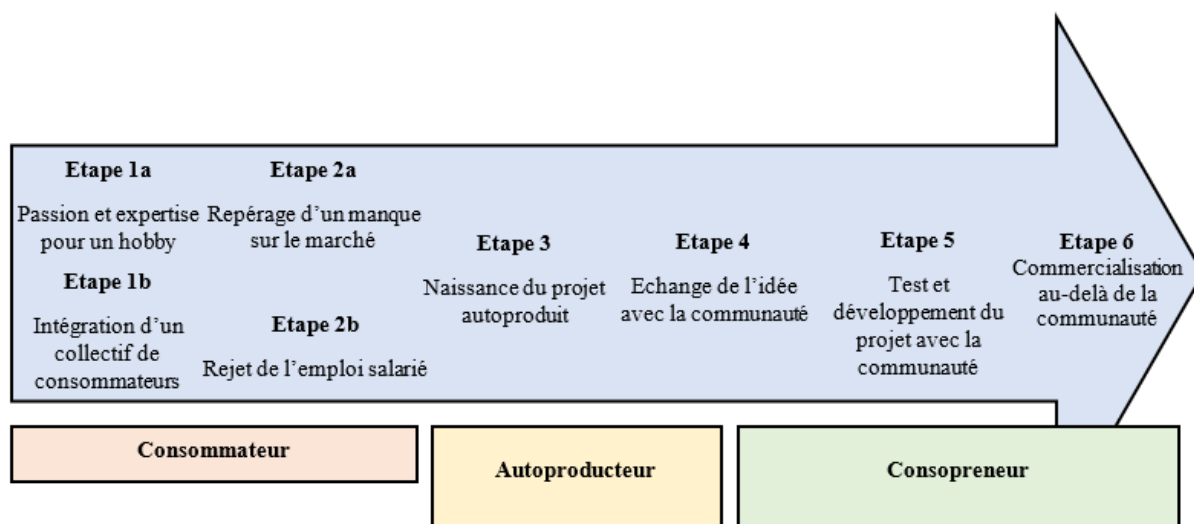 Etape 1a
Passion et expertise
pour un hobby
Etape 1b
Intégration d’un
collectif de
consommateurs
Etape 2a
Repérage d’un manque
sur le marché
Etape 2b
Rejet de l’emploi salarié
Etape 3
Naissance du projet
autoproduit
Etape 4
Echange de l’idée
avec la communauté
Etape 5
Test et
développement du
projet avec la
communauté
Etape 6
Commercialisation
au-delà de la
communauté
Consommateur
Autoproducteur
Consopreneur